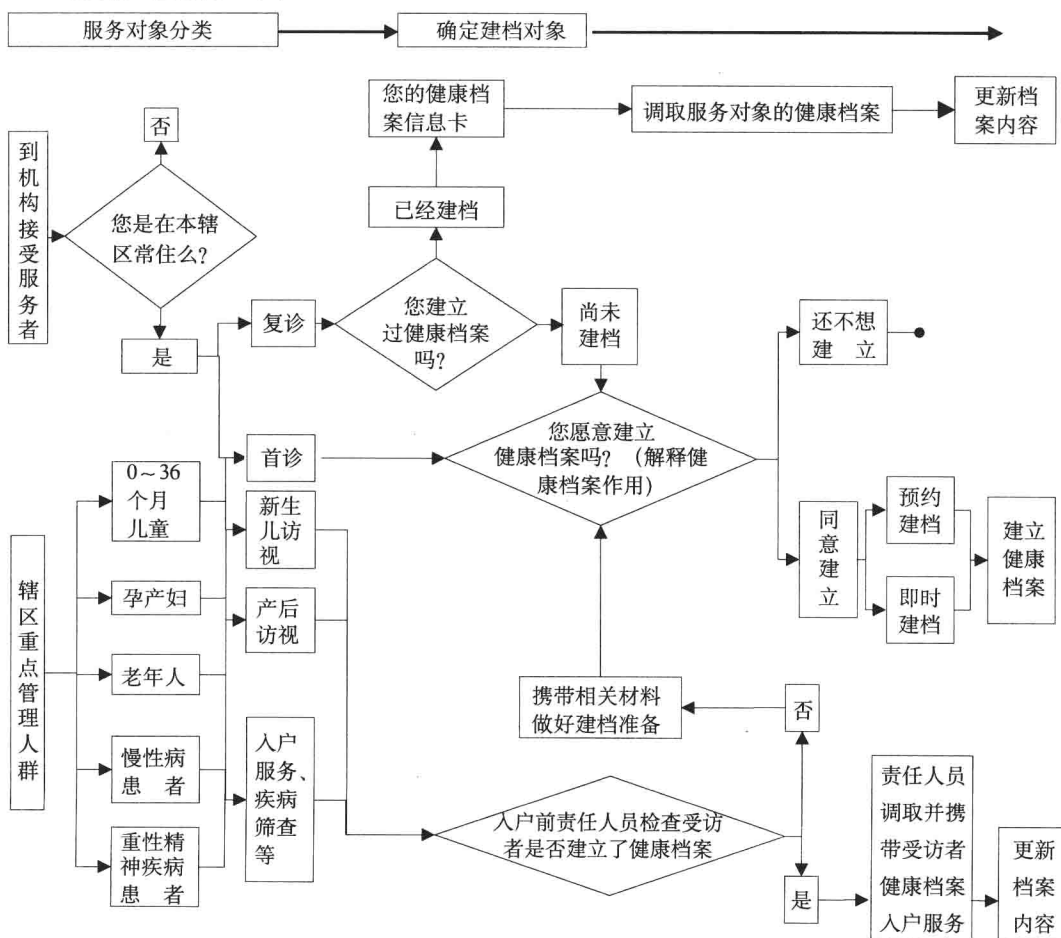 服务对象分类
确定建档对象
您的健康档
案信息卡
调取服务对象的健康档案
更新档
案内容
否
到机构接受服务者
您是在本辖
区常住么?
已经建档
是
复诊
您建立
过健康档案
吗?
尚未
建档
还不想
建 立
首诊
您愿意建立
健康档案吗?(解释健
康档案作用)
0~36
个月
儿童
新生
儿访
视
同意建立
预约
建档
即时
建档
建立
健康
档案
辖区重点管理人群
孕产妇
产后
访视
老年人
携带相关材料
做好建档准备
否
慢性病
患 者
入户
服务、
疾病
筛查
等
重性精
神疾病
患 者
入户前责任人员检查受访
者是否建立了健康档案
是
责任人员
调取并携
带受访者
健康档案
入户服务
更新
档案
内容